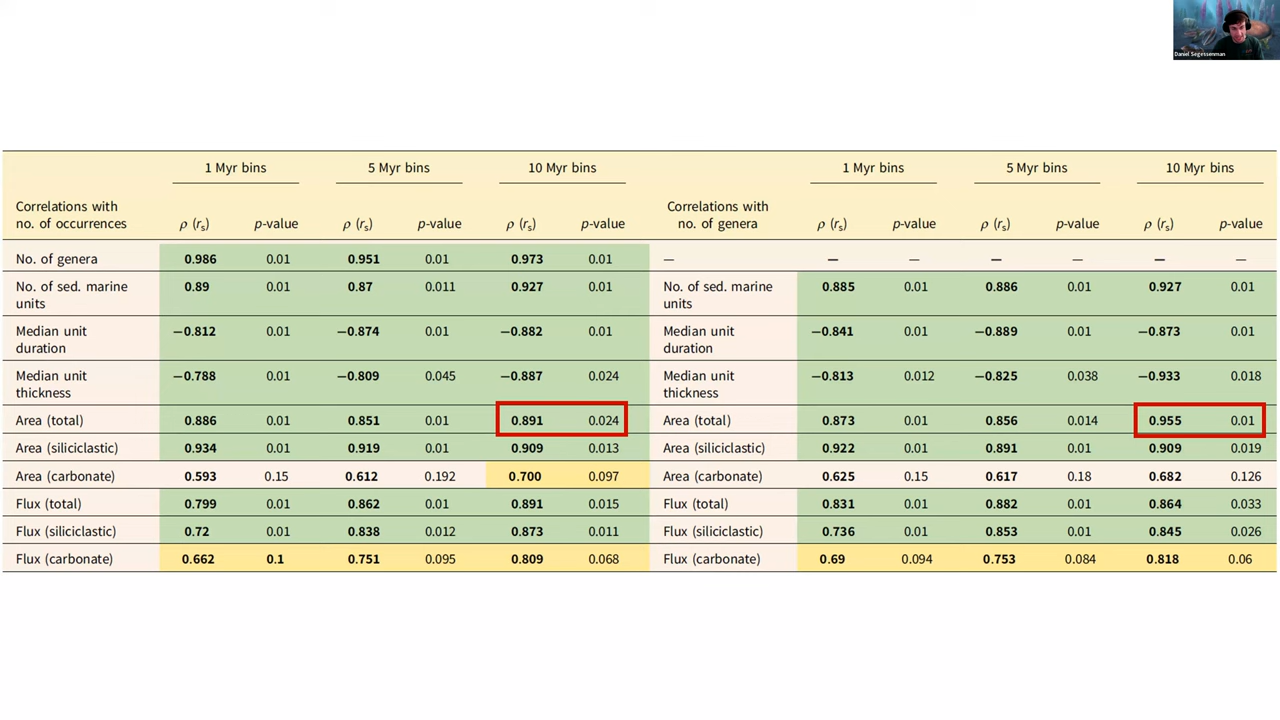 Daniel Segessenman
1 Myr bins 5 Myr bins 10 Myr bins 1 Myr bins 5 Myr bins 10 Myr bins
Correlations with Correlations with
no. of occurrences ρ (rs) p-value ρ (rs) p-value ρ (rs) p-value no. of genera ρ (rs) p-value ρ (rs) p-value ρ (rs) p-value
No. of genera 0.986 0.01 0.951 0.01 0.973 0.01 — — — — — — —
No. of sed. marine 0.89 0.01 0.87 0.011 0.927 0.01 No. of sed. marine 0.885 0.01 0.886 0.01 0.927 0.01
units units
Median unit −0.812 0.01 −0.874 0.01 −0.882 0.01 Median unit −0.841 0.01 −0.889 0.01 −0.873 0.01
duration duration
Median unit −0.788 0.01 −0.809 0.045 −0.887 0.024 Median unit −0.813 0.012 −0.825 0.038 −0.933 0.018
thickness thickness
Area (total) 0.886 0.01 0.851 0.01 0.891 0.024 Area (total) 0.873 0.01 0.856 0.014 0.955 0.01
Area (siliciclastic) 0.934 0.01 0.919 0.01 0.909 0.013 Area (siliciclastic) 0.922 0.01 0.891 0.01 0.909 0.019
Area (carbonate) 0.593 0.15 0.612 0.192 0.700 0.097 Area (carbonate) 0.625 0.15 0.617 0.18 0.682 0.126
Flux (total) 0.799 0.01 0.862 0.01 0.891 0.015 Flux (total) 0.831 0.01 0.882 0.01 0.864 0.033
Flux (siliciclastic) 0.72 0.01 0.838 0.012 0.873 0.011 Flux (siliciclastic) 0.736 0.01 0.853 0.01 0.845 0.026
Flux (carbonate) 0.662 0.1 0.751 0.095 0.809 0.068 Flux (carbonate) 0.69 0.094 0.753 0.084 0.818 0.06